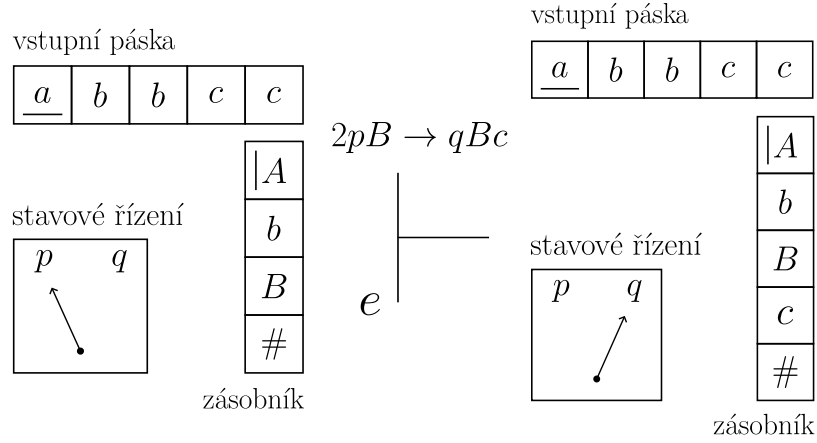 vstupní páska
a b b c c
|A
b
B
#
stavové řízení
p q
zásobník
2pB → qBc
e
vstupní páska
a b b c c
|A
b
B
c
#
stavové řízení
p q
zásobník